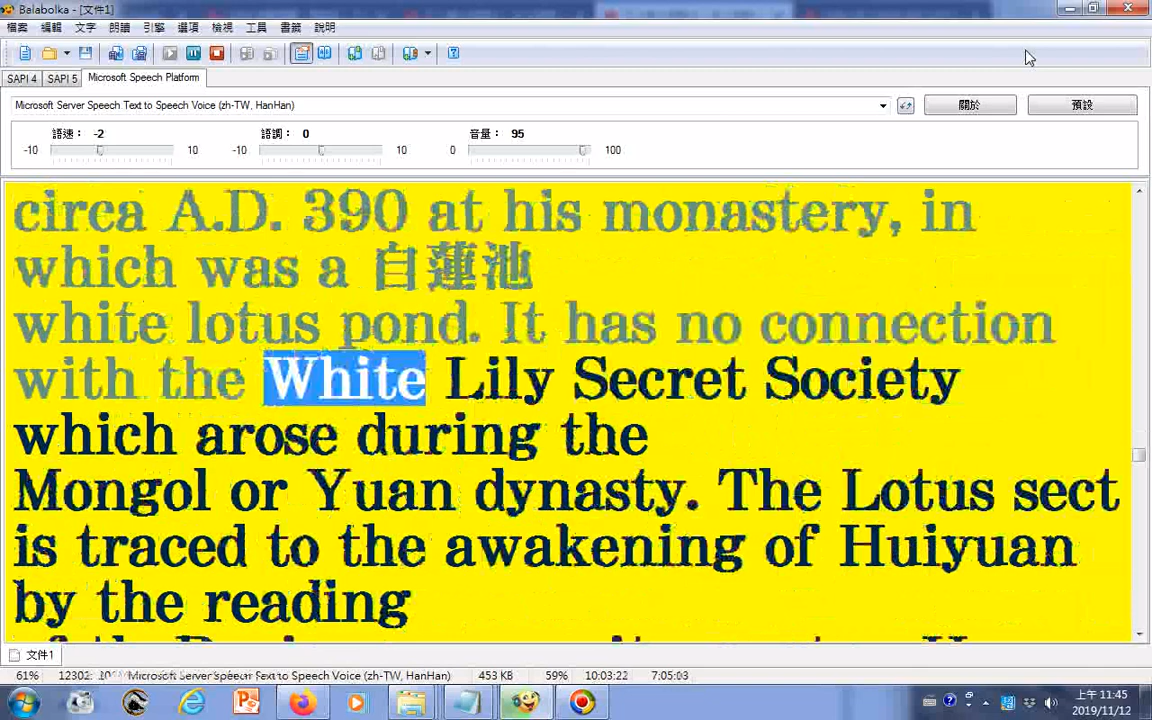 Balabolka - [文件1]
檔案 編輯 文字 朗讀 引擎 選項 檢視 工具 書籤 說明
SAPI 4 SAPI 5 Microsoft Speech Platform
Microsoft Server Speech Text to Speech Voice (zh-TW, HanHan) 關於 預設
語速： -2 語調： 0 音量： 95
-10 10 -10 10 0 100
circa A.D. 390 at his monastery, in
which was a 白蓮池
white lotus pond. It has no connection
with the White Lily Secret Society
which arose during the
Mongol or Yuan dynasty. The Lotus sect
is traced to the awakening of Huiyuan
by the reading
文件1
61% Microsoft Server Speech Text to Speech Voice (zh-TW, HanHan) 453 KB 59% 10:03:22 7:05:03
上午 11:45
2019/11/12